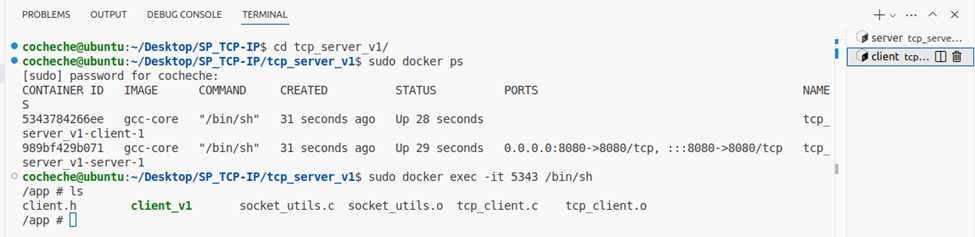 PROBLEMS OUTPUT DEBUG CONSOLE TERMINAL
server tcp_serve...
client tcp...
cocheche@ubuntu:~/Desktop/SP_TCP-IP$ cd tcp_server_v1/
cocheche@ubuntu:~/Desktop/SP_TCP-IP/tcp_server_v1$ sudo docker ps
[sudo] password for cocheche:
CONTAINER ID IMAGE COMMAND CREATED STATUS PORTS NAME
S
5343784266ee gcc-core "/bin/sh" 31 seconds ago Up 28 seconds tcp_
server_v1-client-1
989bf429b071 gcc-core "/bin/sh" 31 seconds ago Up 29 seconds 0.0.0.0:8080->8080/tcp, :::8080->8080/tcp tcp_
server_v1-server-1
cocheche@ubuntu:~/Desktop/SP_TCP-IP/tcp_server_v1$ sudo docker exec -it 5343 /bin/sh
/app # ls
client.h client_v1 socket_utils.c socket_utils.o tcp_client.c tcp_client.o
/app #